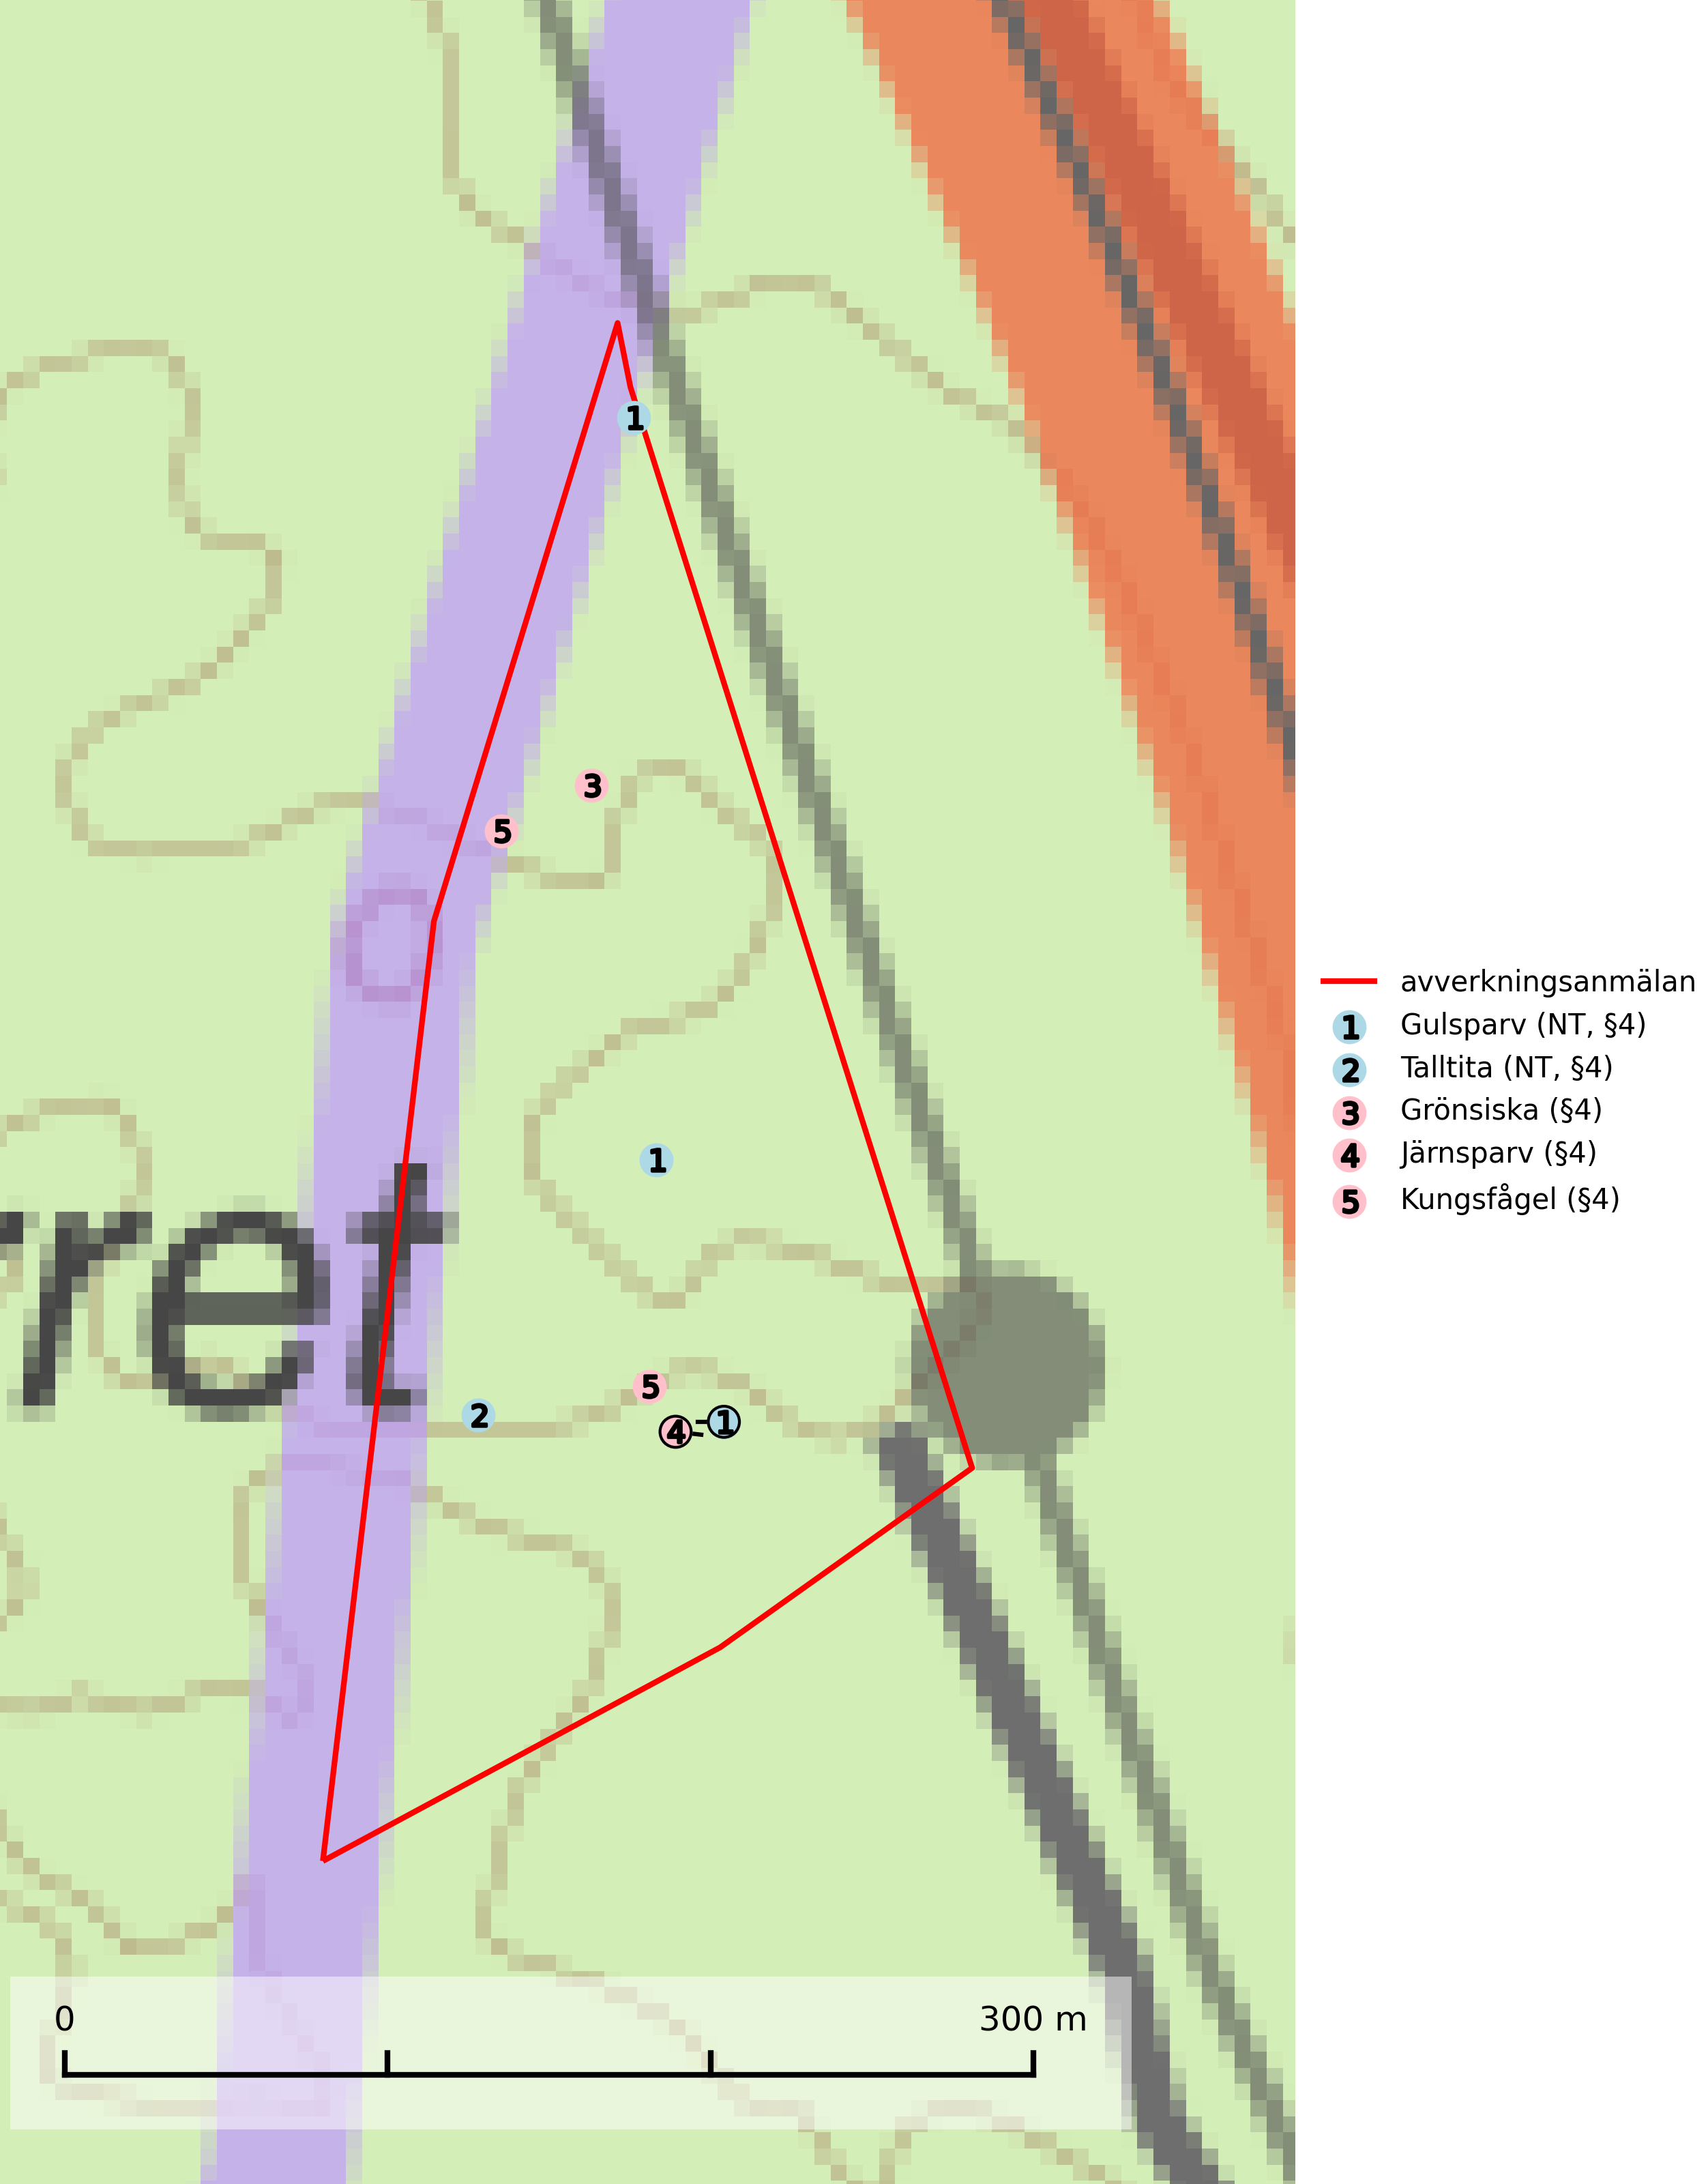 1
3
5
1
ret
5
2
4 1
0 300 m
avverkningsanmälan
1 Gulsparv (NT, §4)
2 Talltita (NT, §4)
3 Grönsiska (§4)
4 Järnsparv (§4)
5 Kungsfågel (§4)